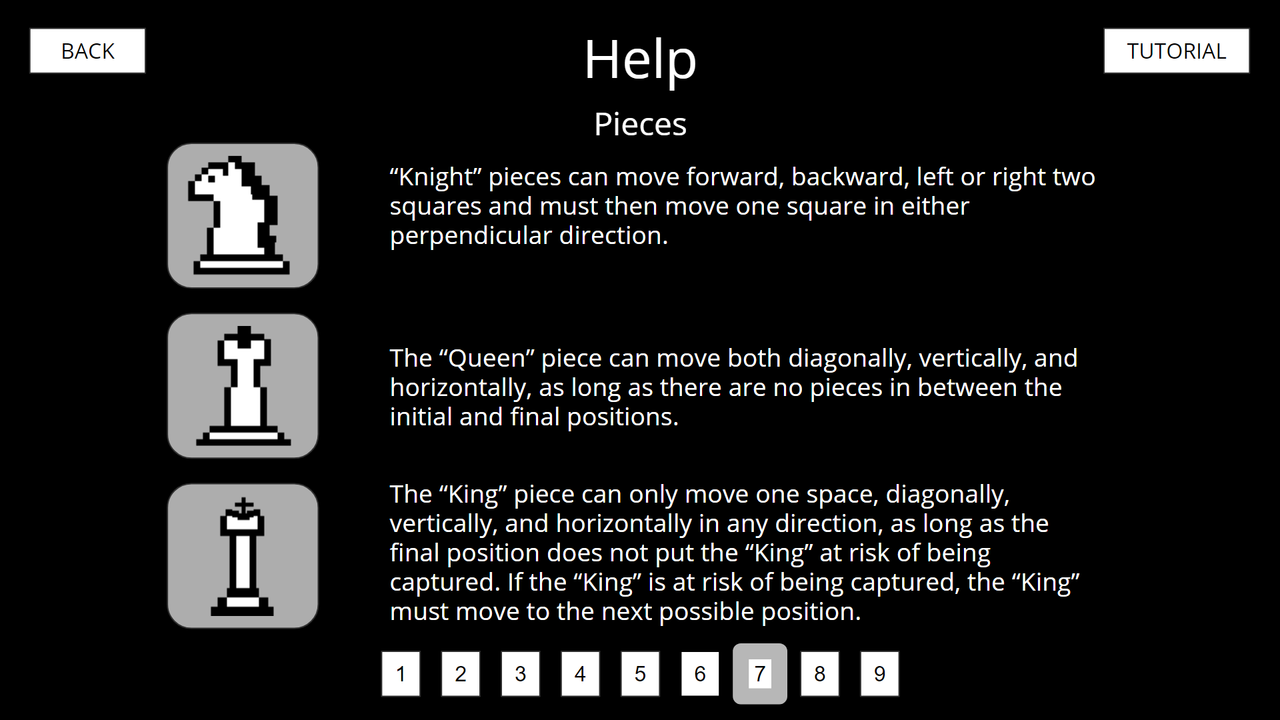 BACK
Help
TUTORIAL
Pieces
“Knight” pieces can move forward, backward, left or right two
squares and must then move one square in either
perpendicular direction.
The “Queen” piece can move both diagonally, vertically, and
horizontally, as long as there are no pieces in between the
initial and final positions.
The “King” piece can only move one space, diagonally,
vertically, and horizontally in any direction, as long as the
final position does not put the “King” at risk of being
captured. If the “King” is at risk of being captured, the “King”
must move to the next possible position.
1 2 3 4 5 6 7 8 9